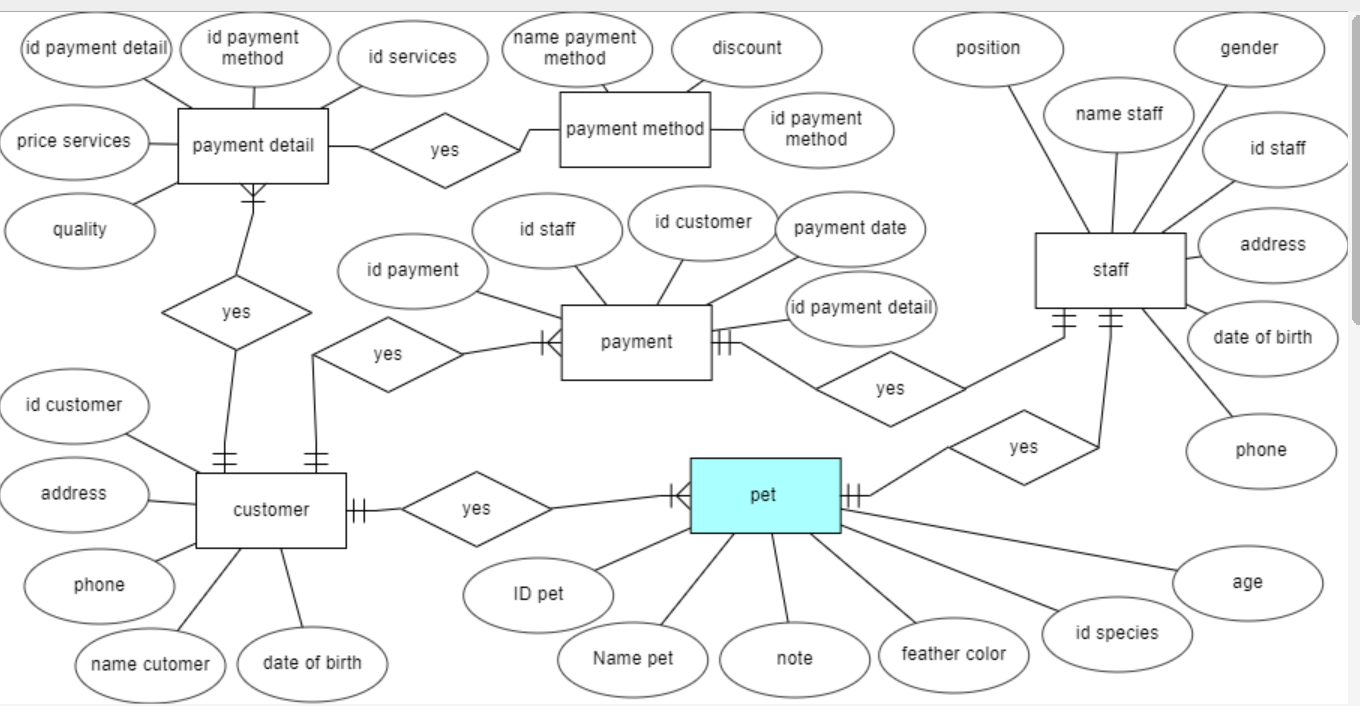 id payment detail
id payment
method
id services
name payment
method
discount
position
gender
name staff
price services
payment detail
yes
payment method
id payment
method
id staff
quality
id staff
id customer
payment date
address
id payment
staff
id payment detail
yes
date of birth
yes
payment
yes
id customer
yes
phone
address
customer
yes
pet
phone
ID pet
age
id species
name cutomer
date of birth
Name pet
note
feather color